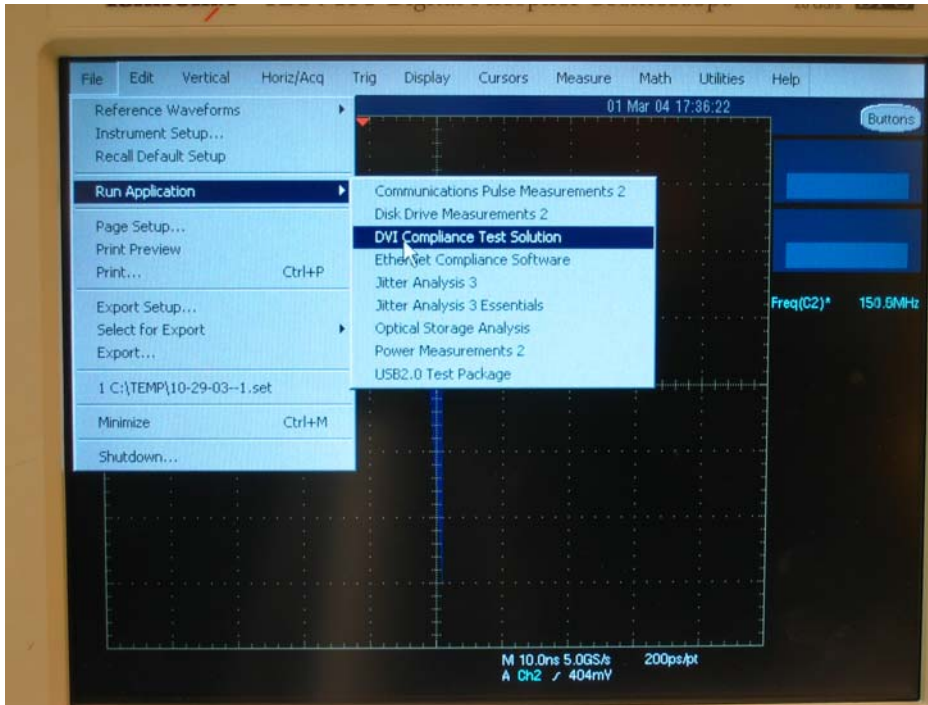 Digital Phosphor Oscilloscope
File Edit Vertical Horiz/Acq Trig Display Cursors Measure Math Utilities Help
01 Mar 04 17:36:22
Buttons
Reference Waveforms
Instrument Setup...
Recall Default Setup
Run Application
Page Setup...
Print Preview
Print... Ctrl+P
Export Setup...
Select for Export
Export...
1 C:\TEMP\10-29-03--1.set
Minimize Ctrl+M
Shutdown...
Communications Pulse Measurements 2
Disk Drive Measurements 2
DVI Compliance Test Solution
Ethernet Compliance Software
Jitter Analysis 3
Jitter Analysis 3 Essentials
Optical Storage Analysis
Power Measurements 2
USB2.0 Test Package
Freq(C2)* 150.6MHz
M 10.0ns 5.0GS/s 200ps/pt
A Ch2 404mV